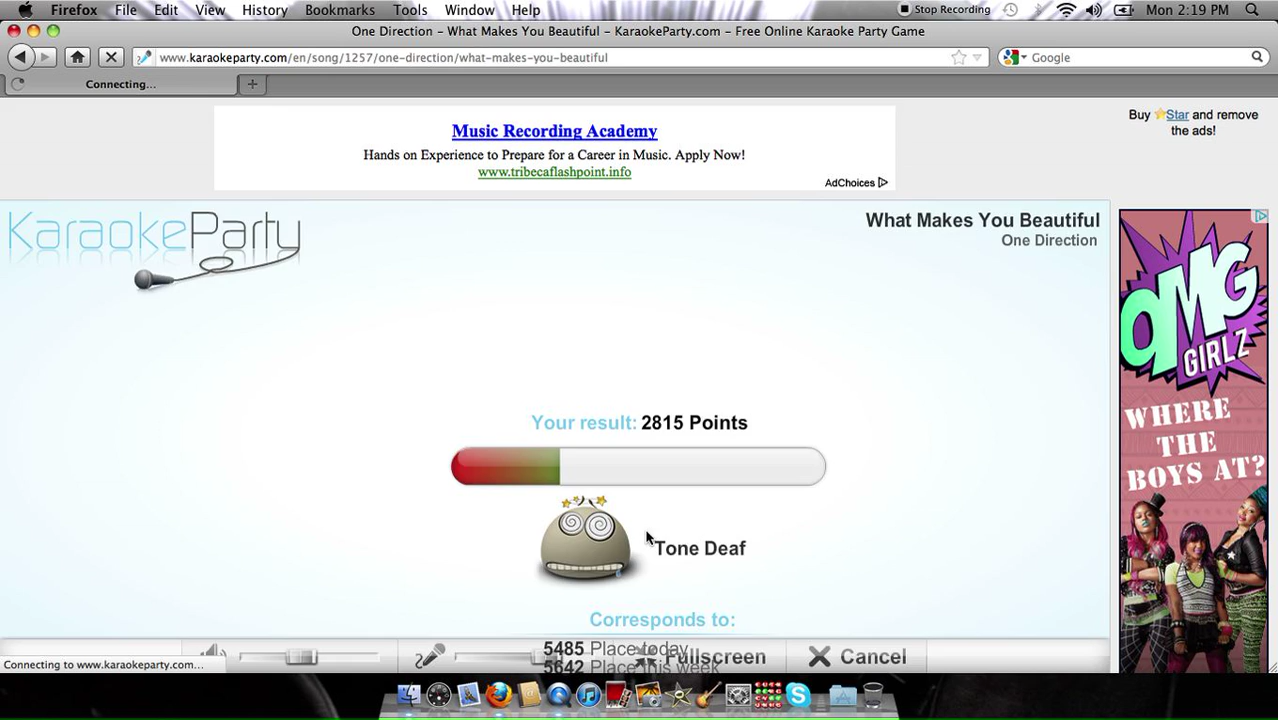 Firefox File Edit View History Bookmarks Tools Window Help Stop Recording Mon 2:19 PM
One Direction – What Makes You Beautiful – KaraokeParty.com – Free Online Karaoke Party Game
www.karaokeparty.com/en/song/1257/one-direction/what-makes-you-beautiful Google
Connecting...
Music Recording Academy
Hands on Experience to Prepare for a Career in Music. Apply Now!
www.tribecaflashpoint.info
AdChoices
Buy Star and remove
the ads!
KaraokeParty
What Makes You Beautiful
One Direction
OMG
GIRLZ
WHERE
THE
BOYS AT?
Your result: 2815 Points
Tone Deaf
Corresponds to:
5485 Place today
5642 Place this week
Fullscreen Cancel
Connecting to www.karaokeparty.com...